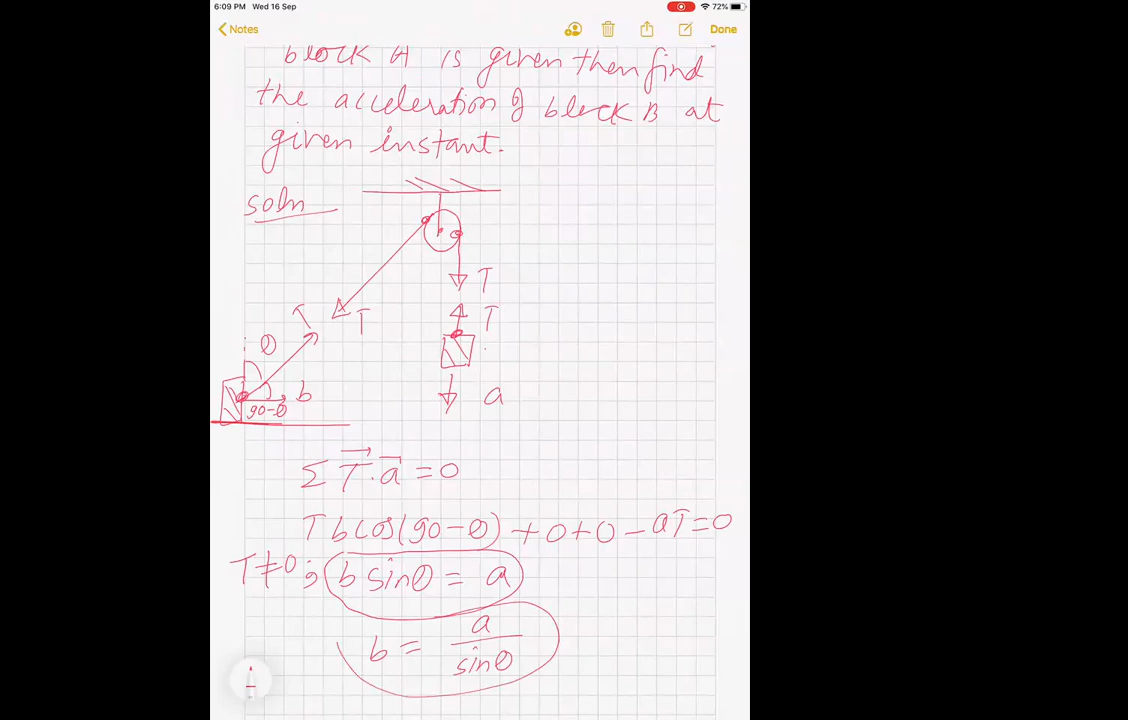 6:09 PM Wed 16 Sep
72%
Notes
Done
block A is given then find
the acceleration of block B at
given instant.
soln
T
T
T
T
θ
b
90-θ
a
Σ T⃗ . a⃗ = 0
T b cos(90-θ) + 0 + 0 - aT = 0
T ≠ 0 ; b sinθ = a
b = a / sinθ